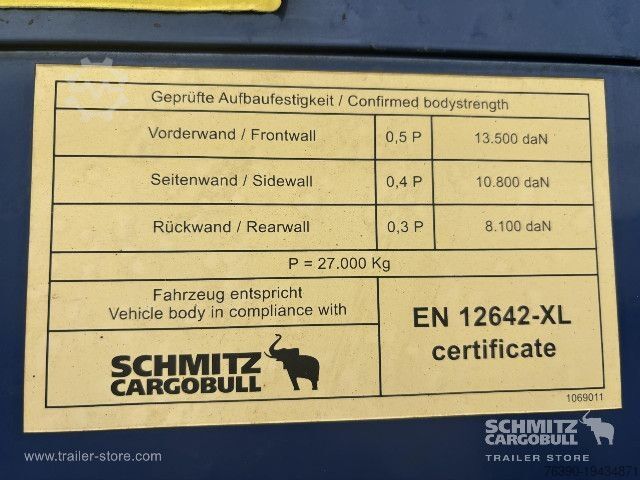 Geprüfte Aufbaufestigkeit / Confirmed bodystrength
Vorderwand / Frontwall 0,5 P 13.500 daN
Seitenwand / Sidewall 0,4 P 10.800 daN
Rückwand / Rearwall 0,3 P 8.100 daN
P = 27.000 Kg
Fahrzeug entspricht
Vehicle body in compliance with
EN 12642-XL
certificate
SCHMITZ
CARGOBULL
1069011
SCHMITZ
CARGOBULL
TRAILER STORE
www.trailer-store.com
76390-19434871